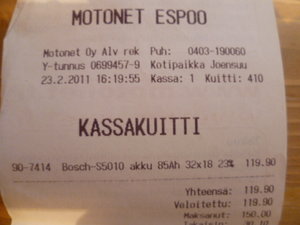 MOTONET ESPOO
Motonet Oy Alv rek Puh: 0403-190060
Y-tunnus 0699457-9 Kotipaikka Joensuu
23.2.2011 16:19:55 Kassa: 1 Kuitti: 410
KASSAKUITTI
90-7414 Bosch-S5010 akku 85Ah 32x18 23% 119.90
Yhteensä: 119.90
Veloitettu: 119.90
Maksanut: 150.00